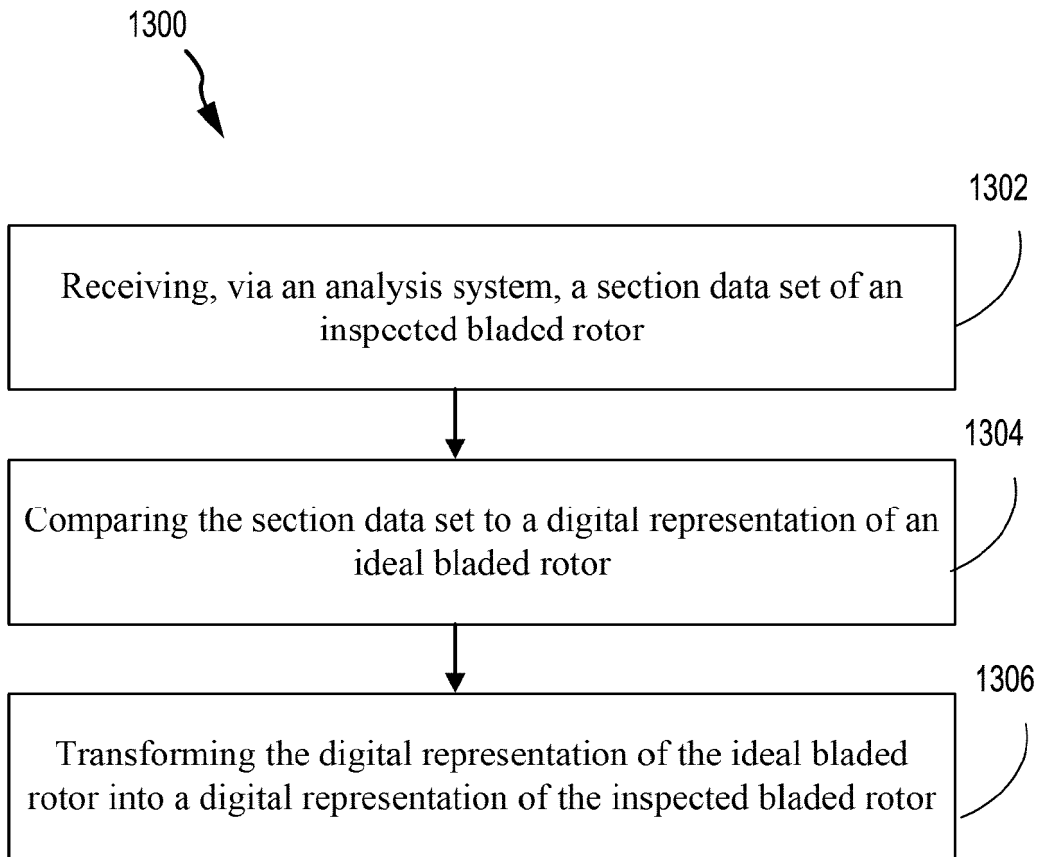 1300
1302
Receiving, via an analysis system, a section data set of an
inspected bladed rotor
1304
Comparing the section data set to a digital representation of an
ideal bladed rotor
1306
Transforming the digital representation of the ideal bladed
rotor into a digital representation of the inspected bladed rotor